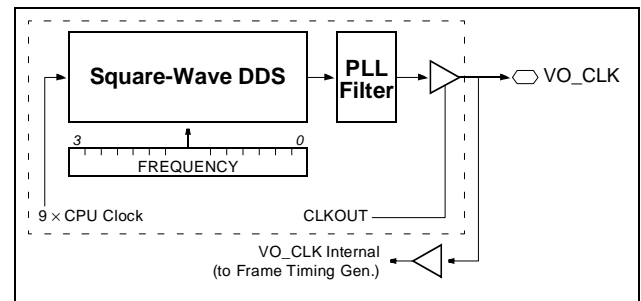 Square-Wave DDS
PLL
Filter
VO_CLK
3
0
FREQUENCY
9 × CPU Clock
CLKOUT
VO_CLK Internal
(to Frame Timing Gen.)